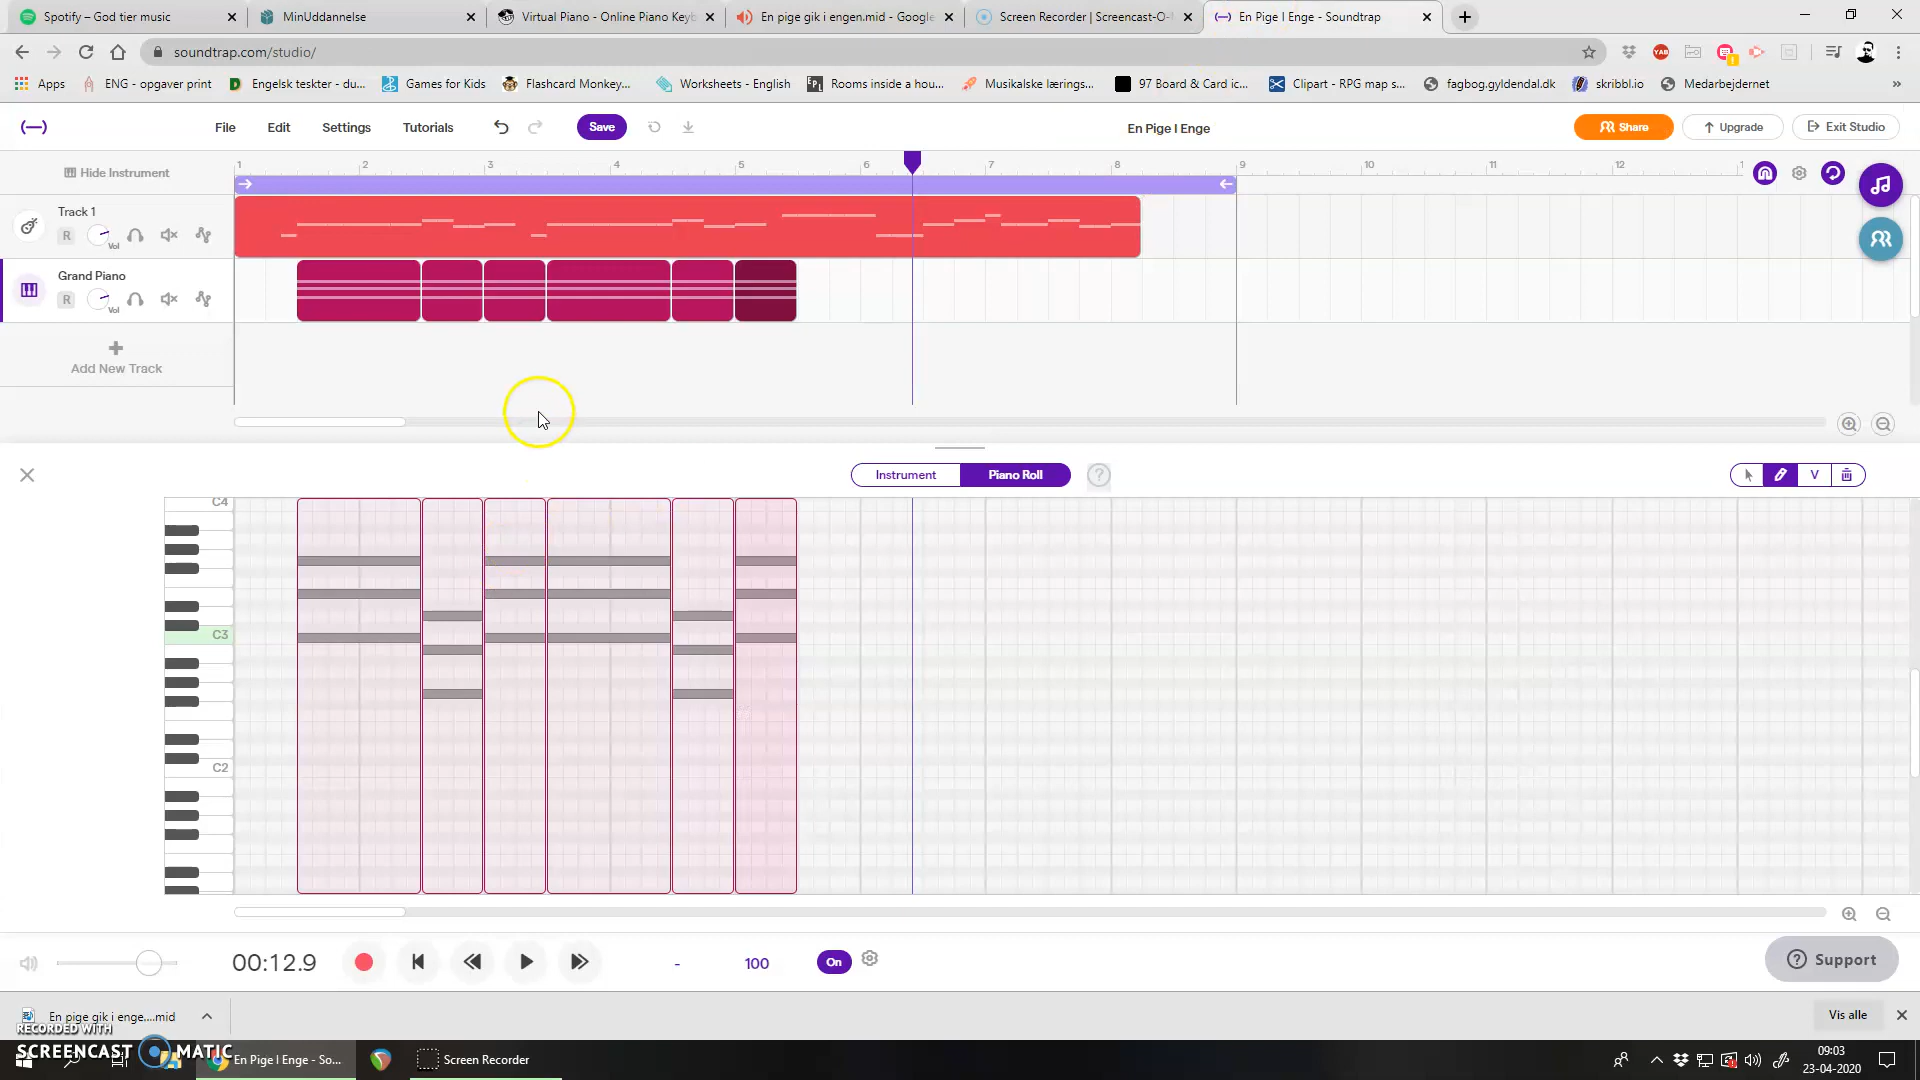 Spotify – God tier music
MinUddannelse
Virtual Piano - Online Piano Keyb
En pige gik i engen.mid - Google
Screen Recorder | Screencast-O-
En Pige I Enge - Soundtrap
soundtrap.com/studio/
Apps
ENG - opgaver print
Engelsk teskter - du...
Games for Kids
Flashcard Monkey...
Worksheets - English
Rooms inside a hou...
Musikalske lærings...
97 Board & Card ic...
Clipart - RPG map s...
fagbog.gyldendal.dk
skribbl.io
Medarbejdernet
»
File
Edit
Settings
Tutorials
Save
En Pige I Enge
Share
Upgrade
Exit Studio
Hide Instrument
1 2 3 4 5 6 7 8 9 10 11 12
Track 1
R
Vol
Grand Piano
R
Vol
+
Add New Track
Instrument
Piano Roll
?
V
C4
C3
C2
00:12.9
-
100
On
Support
En pige gik i enge....mid
Vis alle
RECORDED WITH
SCREENCAST MATIC
En Pige I Enge - So...
Screen Recorder
09:03
23-04-2020